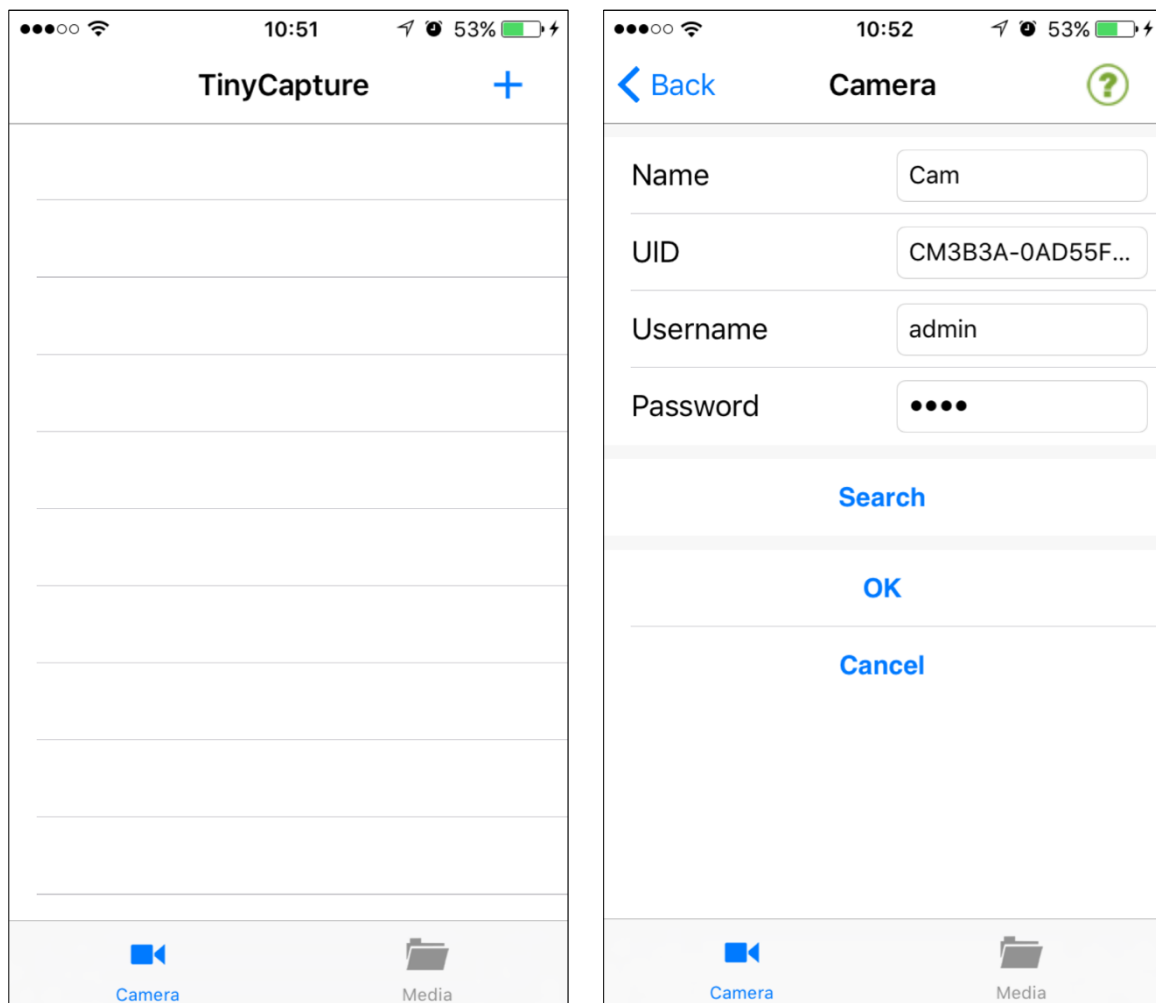 10:51
53%
TinyCapture
+
Camera
Media
10:52
53%
Back
Camera
?
Name
Cam
UID
CM3B3A-0AD55F...
Username
admin
Password
••••
Search
OK
Cancel
Camera
Media